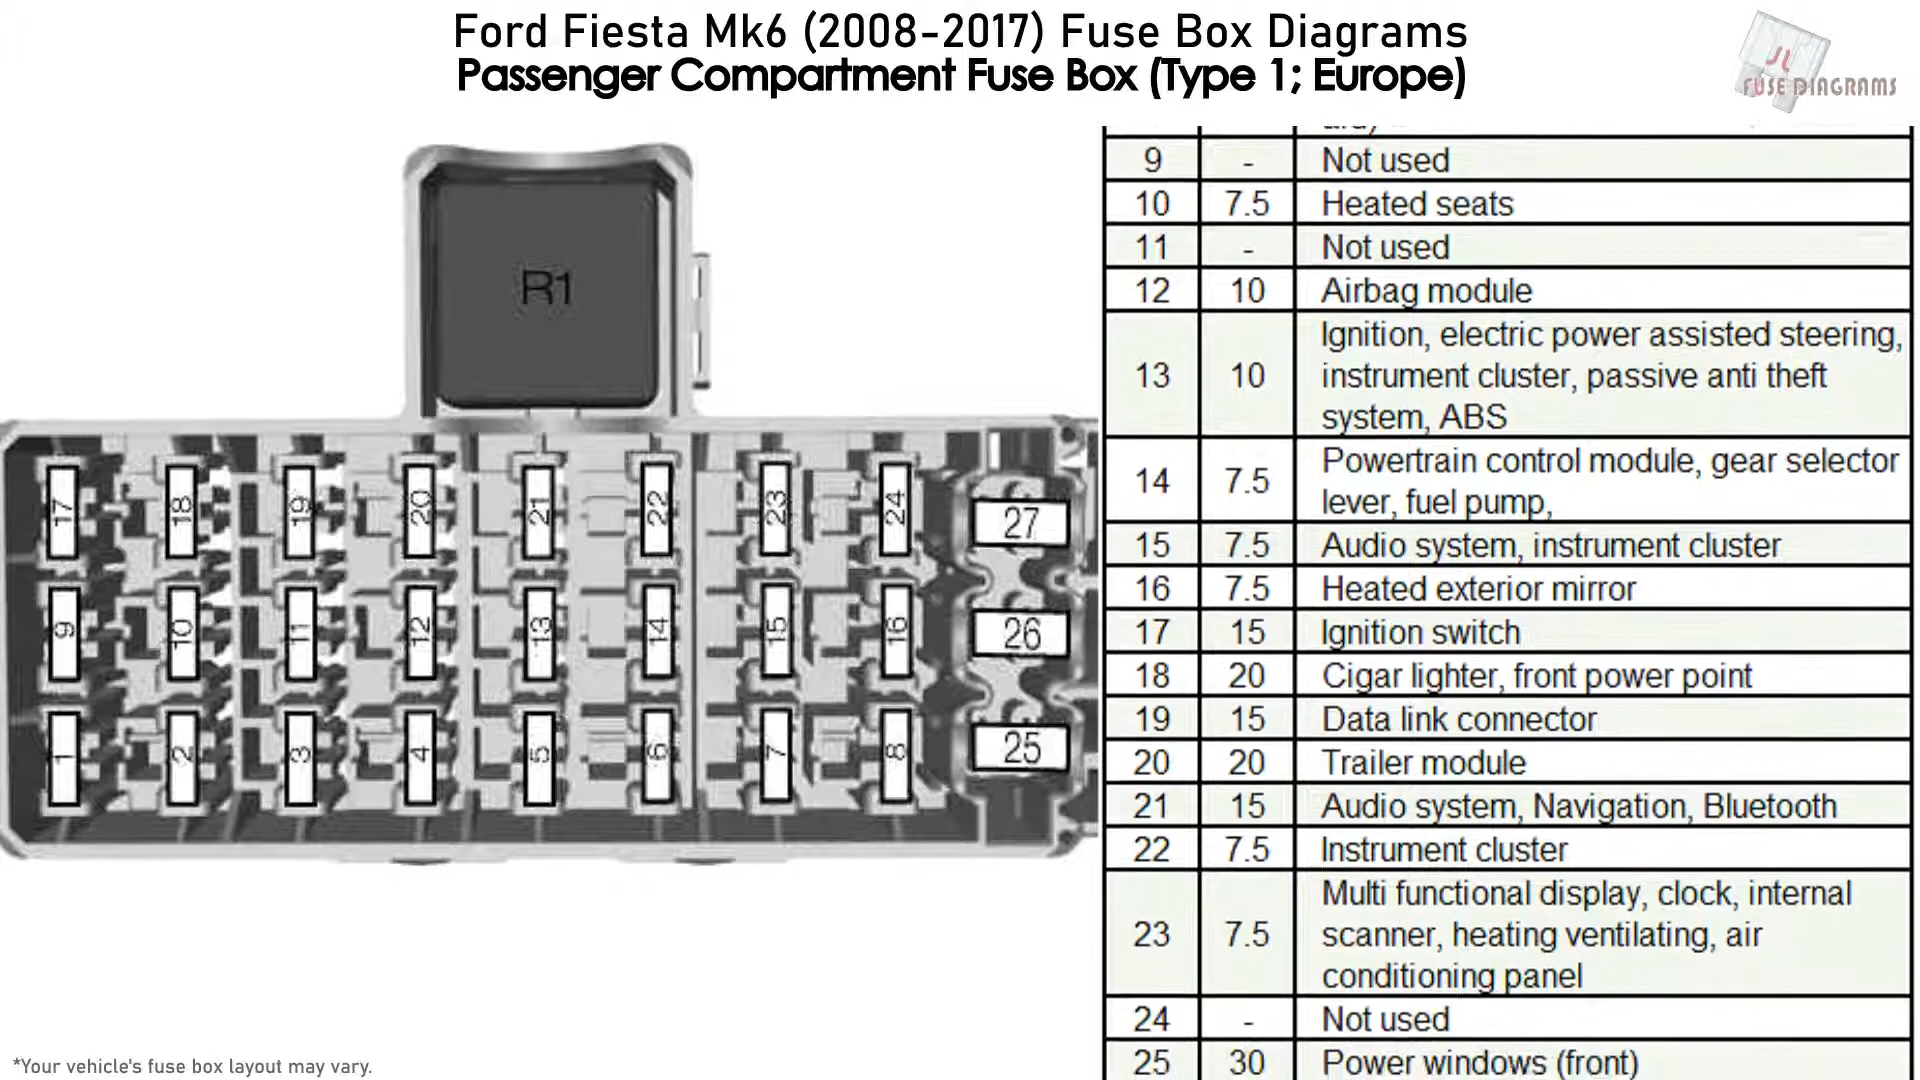 Ford Fiesta Mk6 (2008-2017) Fuse Box Diagrams
Passenger Compartment Fuse Box (Type 1; Europe)
JL
FUSE DIAGRAMS
R1
17 18 19 20 21 22 23 24 27
9 10 11 12 13 14 15 16 26
1 2 3 4 5 6 7 8 25
9 - Not used
10 7.5 Heated seats
11 - Not used
12 10 Airbag module
13 10 Ignition, electric power assisted steering,
instrument cluster, passive anti theft
system, ABS
14 7.5 Powertrain control module, gear selector
lever, fuel pump,
15 7.5 Audio system, instrument cluster
16 7.5 Heated exterior mirror
17 15 Ignition switch
18 20 Cigar lighter, front power point
19 15 Data link connector
20 20 Trailer module
21 15 Audio system, Navigation, Bluetooth
22 7.5 Instrument cluster
23 7.5 Multi functional display, clock, internal
scanner, heating ventilating, air
conditioning panel
24 - Not used
25 30 Power windows (front)
*Your vehicle's fuse box layout may vary.